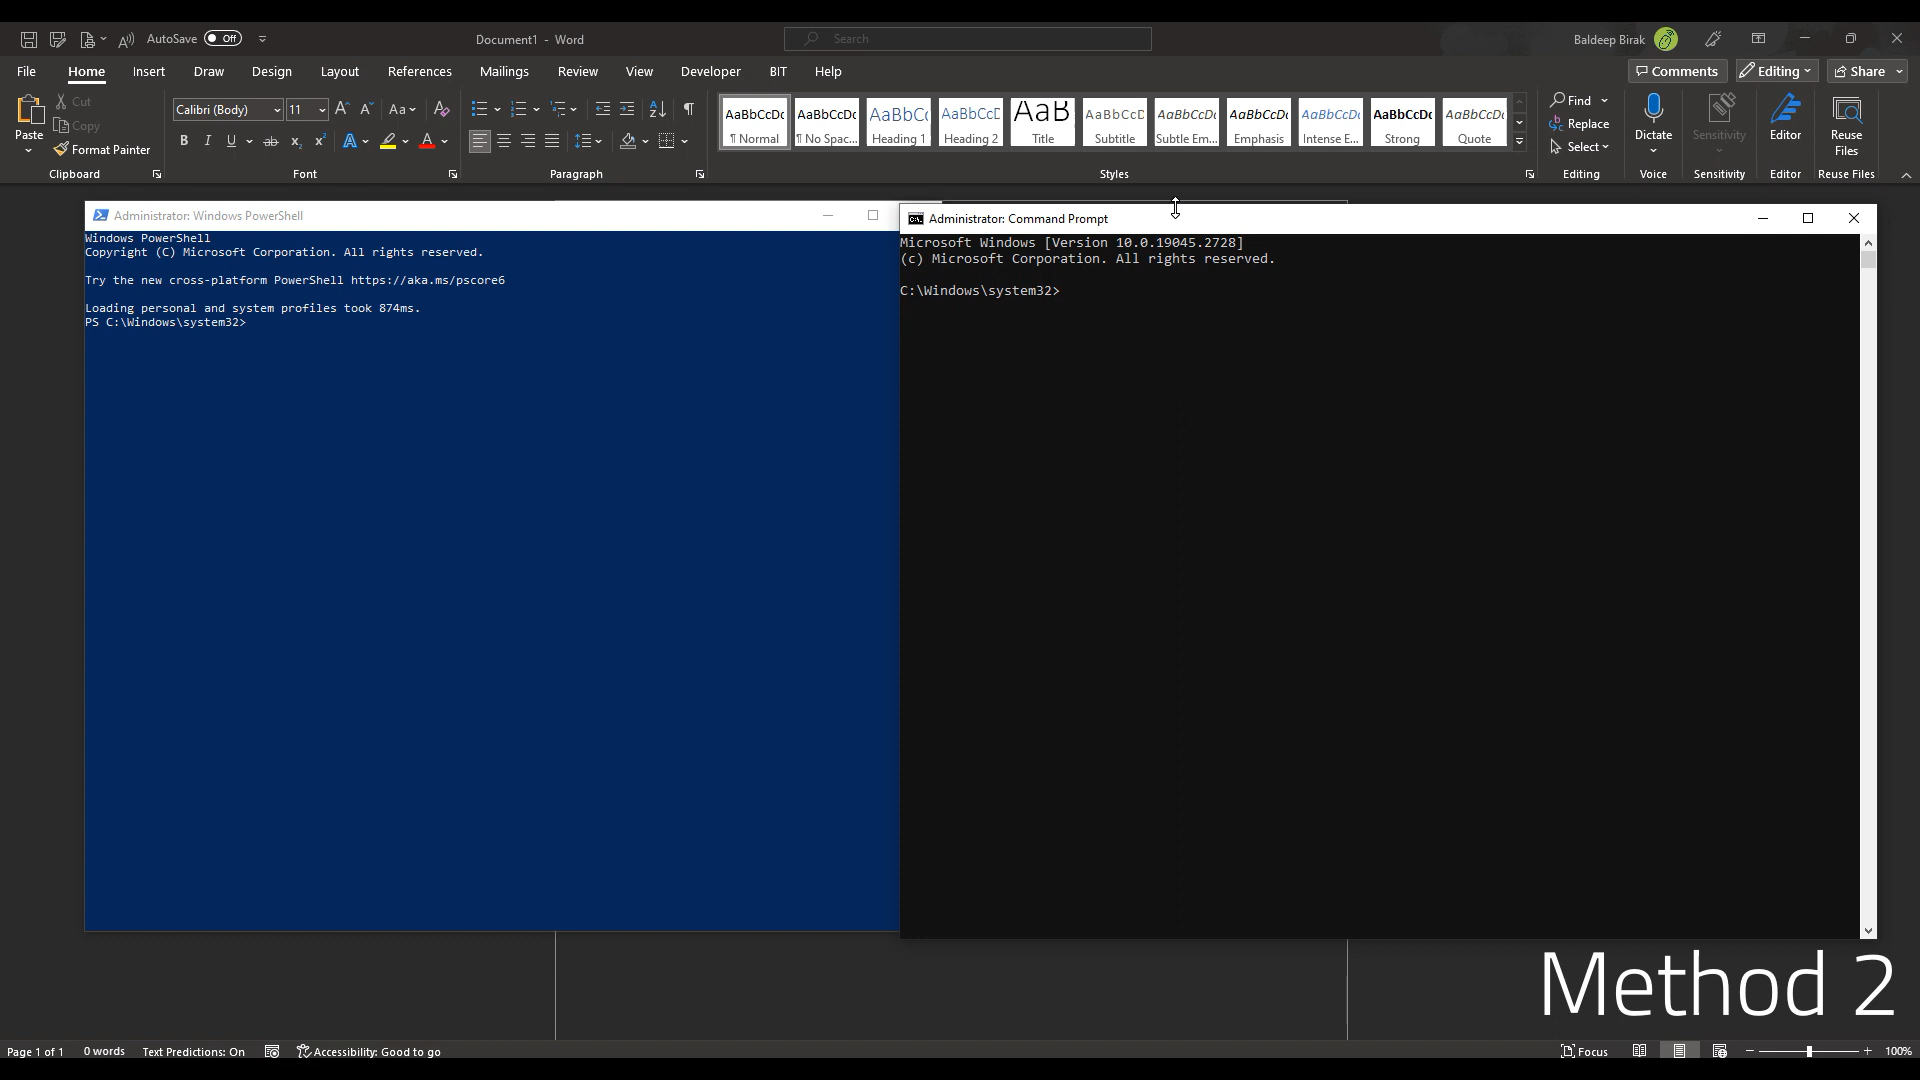 AutoSave Off
Document1 - Word
Search
Baldeep Birak
File Home Insert Draw Design Layout References Mailings Review View Developer BIT Help
Comments Editing Share
Paste
Cut
Copy
Format Painter
Clipboard
Calibri (Body) 11
Font
Paragraph
AaBbCcDc AaBbCcDc AaBbC AaBbCcD AaB AaBbCcD AaBbCcDc AaBbCcDc AaBbCcDc AaBbCcDc AaBbCcDc
¶ Normal ¶ No Spac... Heading 1 Heading 2 Title Subtitle Subtle Em... Emphasis Intense E... Strong Quote
Styles
Find
Replace
Select
Editing
Dictate
Voice
Sensitivity
Sensitivity
Editor
Editor
Reuse
Files
Reuse Files
Administrator: Windows PowerShell
Windows PowerShell
Copyright (C) Microsoft Corporation. All rights reserved.
Try the new cross-platform PowerShell https://aka.ms/pscore6
Loading personal and system profiles took 874ms.
PS C:\Windows\system32>
Administrator: Command Prompt
Microsoft Windows [Version 10.0.19045.2728]
(c) Microsoft Corporation. All rights reserved.
C:\Windows\system32>
Method 2
Page 1 of 1 0 words Text Predictions: On Accessibility: Good to go
Focus 100%